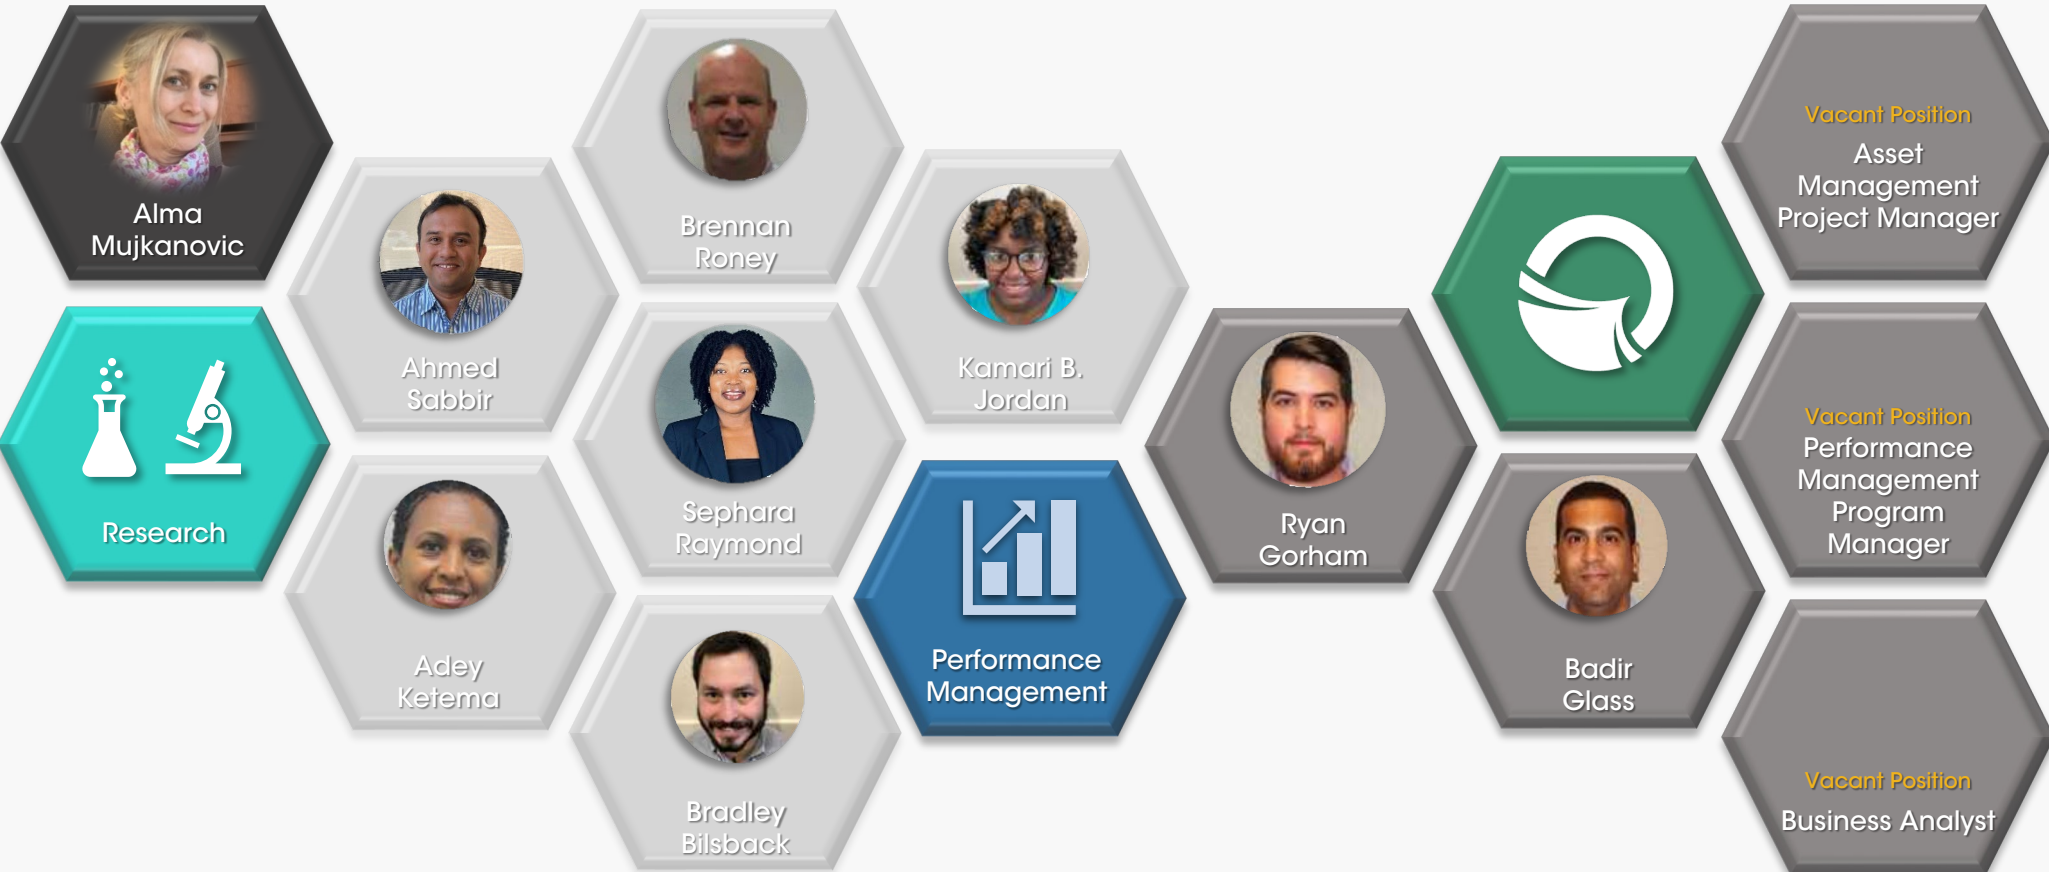 Alma
Mujkanovic
Research
Ahmed
Sabbir
Adey
Ketema
Brennan
Roney
Sephara
Raymond
Bradley
Bilsback
Kamari B.
Jordan
Performance
Management
Ryan
Gorham
Badir
Glass
Vacant Position
Asset
Management
Project Manager
Vacant Position
Performance
Management
Program
Manager
Vacant Position
Business Analyst